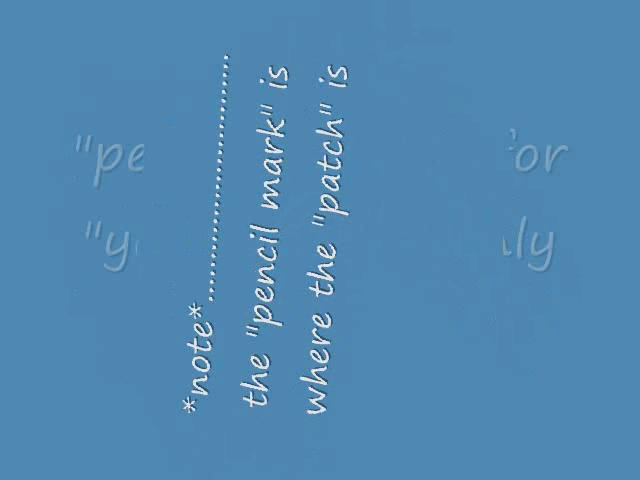 *note*..............................
the "pencil mark" is
where the "patch" is